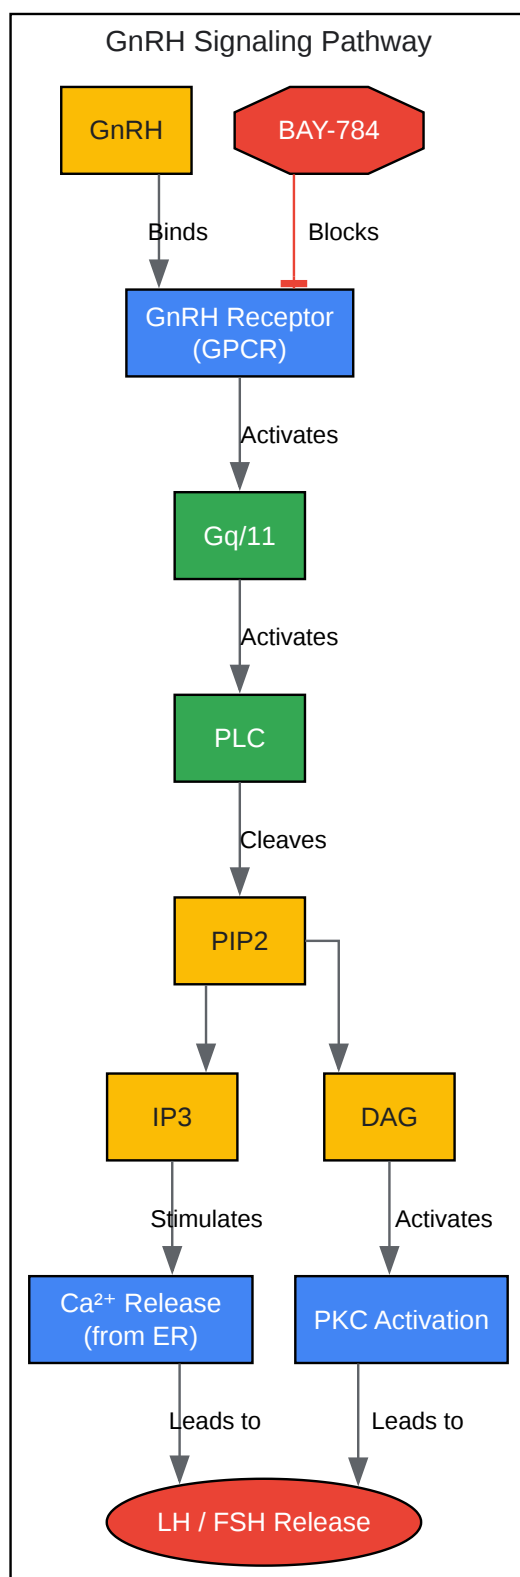 GnRH Signaling Pathway
GnRH
BAY-784
Binds
Blocks
GnRH Receptor
(GPCR)
Activates
Gq/11
Activates
PLC
Cleaves
PIP2
IP3
DAG
Stimulates
Activates
Ca²⁺ Release
(from ER)
PKC Activation
Leads to
Leads to
LH / FSH Release